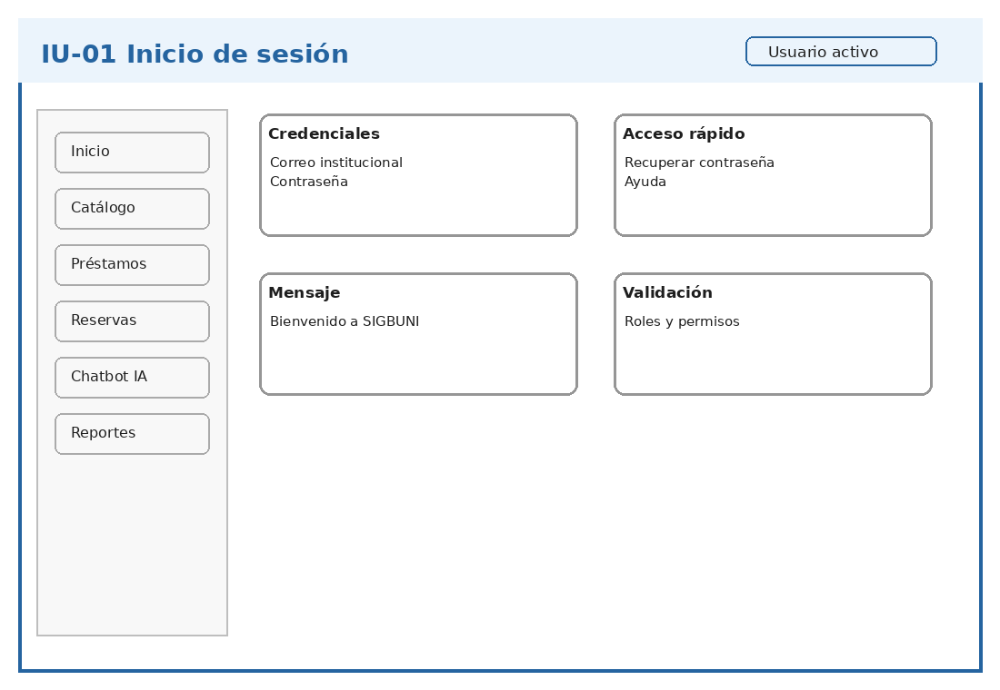 IU-01 Inicio de sesión
Usuario activo
Inicio
Catálogo
Préstamos
Reservas
Chatbot IA
Reportes
Credenciales
Correo institucional
Contraseña
Acceso rápido
Recuperar contraseña
Ayuda
Mensaje
Bienvenido a SIGBUNI
Validación
Roles y permisos